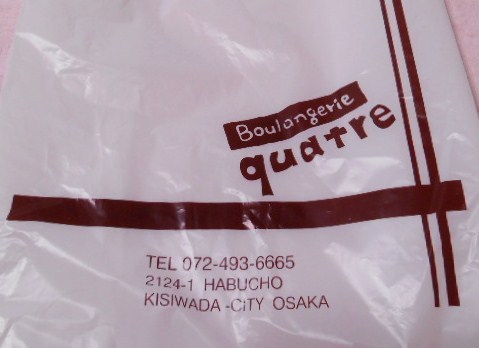 Boulangerie
quatre
TEL 072-493-6665
2124-1 HABUCHO
KISIWADA-CITY OSAKA